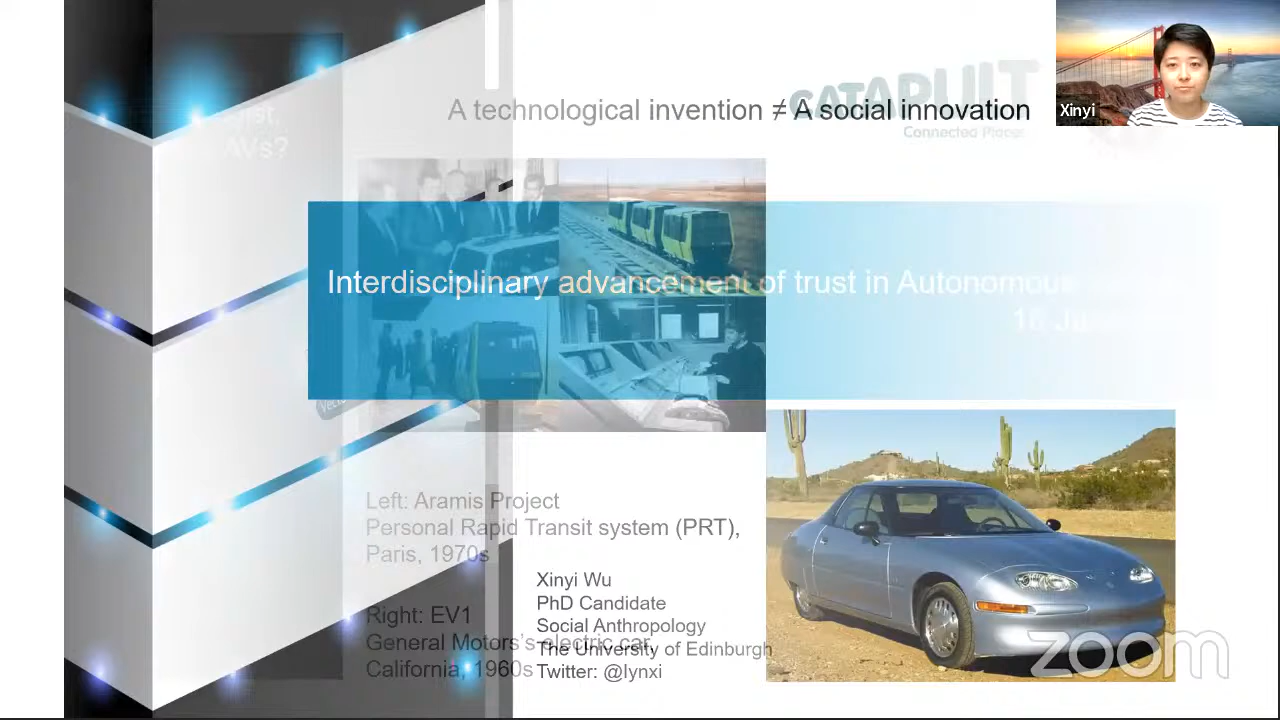 A technological invention ≠ A social innovation
CATAPULT
Connected Places
Xinyi
AVs?
Interdisciplinary advancement of trust in Autonomous
Left: Aramis Project
Personal Rapid Transit system (PRT),
Paris, 1970s
Right: EV1
General Motors's electric car,
California, 1960s
Xinyi Wu
PhD Candidate
Social Anthropology
The University of Edinburgh
Twitter: @lynxi
zoom